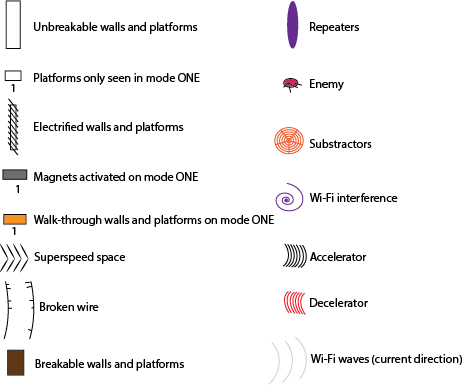 Unbreakable walls and platforms
Platforms only seen in mode ONE
1
Electrified walls and platforms
Magnets activated on mode ONE
1
Walk-through walls and platforms on mode ONE
1
Superspeed space
Broken wire
Breakable walls and platforms
Repeaters
Enemy
Substractors
Wi-Fi interference
Accelerator
Decelerator
Wi-Fi waves (current direction)